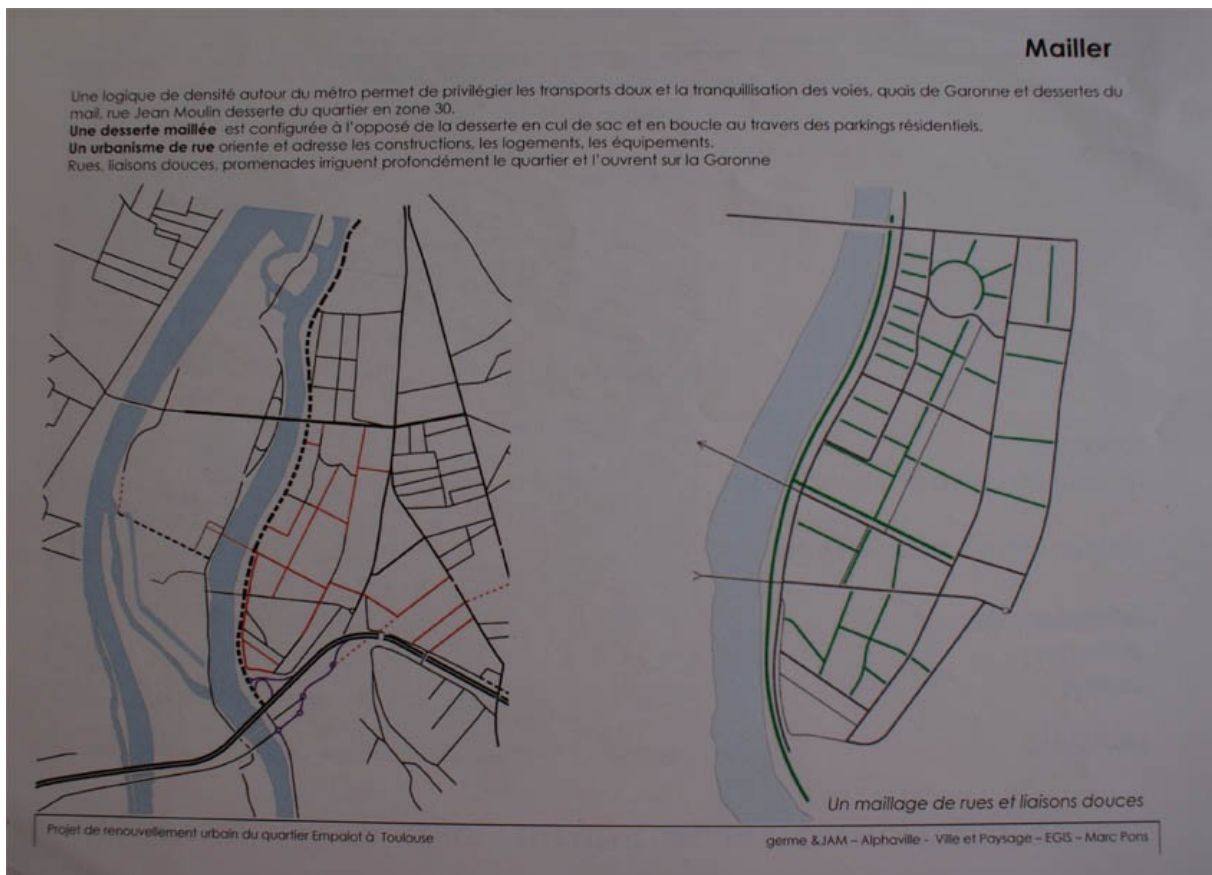 Mailler
Une logique de densité autour du métro permet de privilégier les transports doux et la tranquillisation des voies, quais de Garonne et dessertes du
mail, rue Jean Moulin desserte du quartier en zone 30.
Une desserte maillée est configurée à l'opposé de la desserte en cul de sac et en boucle au travers des parkings résidentiels.
Un urbanisme de rue oriente et adresse les constructions, les logements, les équipements.
Rues, liaisons douces, promenades irriguent profondément le quartier et l'ouvrent sur la Garonne
Un maillage de rues et liaisons douces
Projet de renouvellement urbain du quartier Empalot à Toulouse
germe &JAM – Alphaville - Ville et Paysage – EGIS – Marc Pons